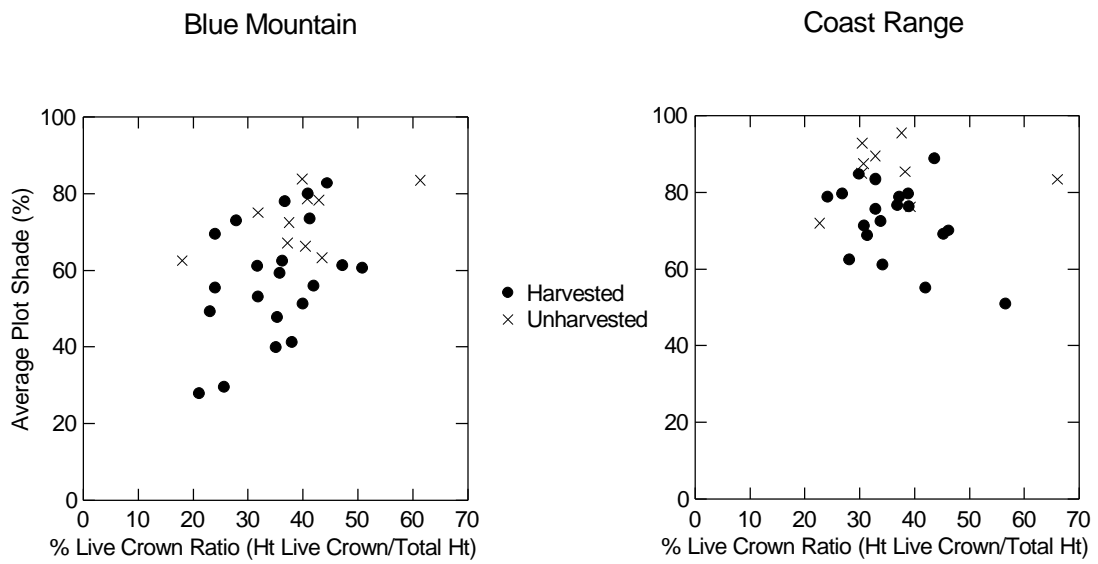 Blue Mountain
Coast Range
100
80
60
40
20
0
Average Plot Shade (%)
0 10 20 30 40 50 60 70
% Live Crown Ratio (Ht Live Crown/Total Ht)
Harvested
Unharvested
100
80
60
40
20
0
0 10 20 30 40 50 60 70
% Live Crown Ratio (Ht Live Crown/Total Ht)